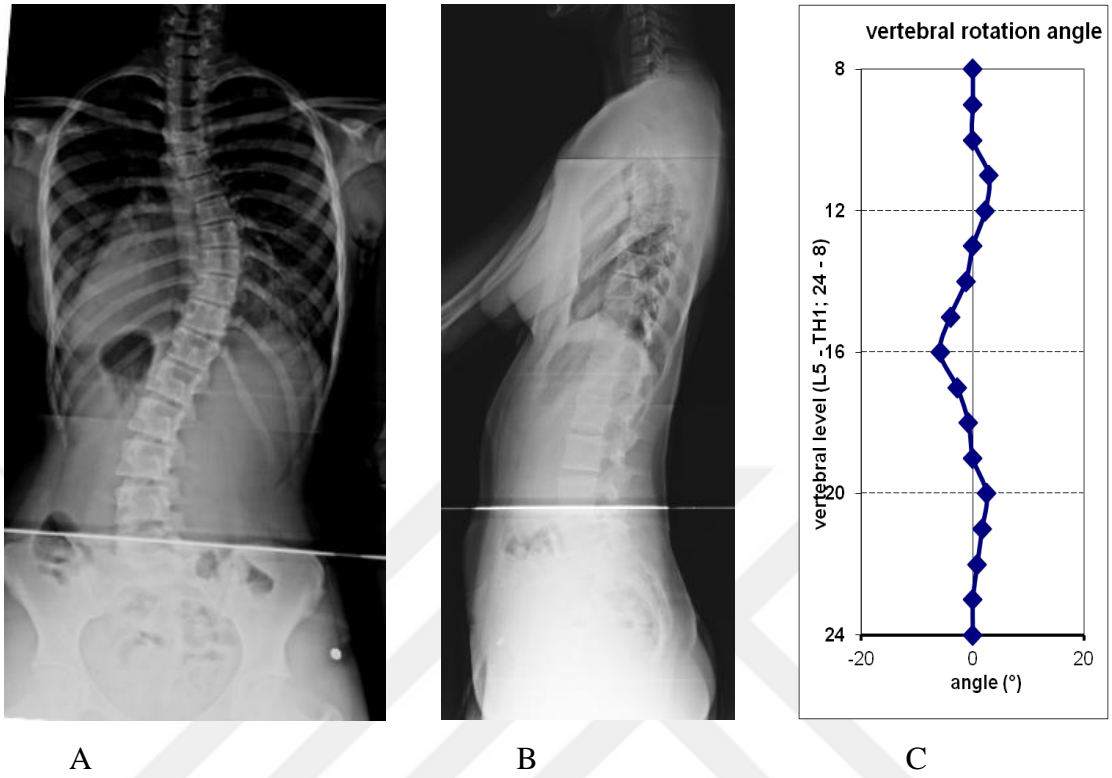 vertebral rotation angle
8
12
16
20
24
vertebral level (L5 - TH1; 24 - 8)
-20
0
20
angle (°)
A
B
C